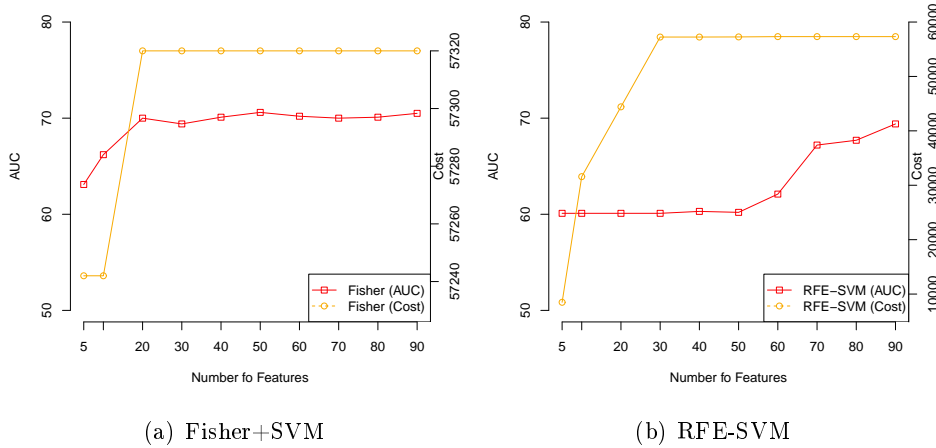 AUC
80
70
60
50
57320
57300
57280
57260
57240
Cost
Fisher (AUC)
Fisher (Cost)
5 10 20 30 40 50 60 70 80 90
Number fo Features
(a) Fisher+SVM
AUC
80
70
60
50
60000
50000
40000
30000
20000
10000
Cost
RFE-SVM (AUC)
RFE-SVM (Cost)
5 10 20 30 40 50 60 70 80 90
Number fo Features
(b) RFE-SVM